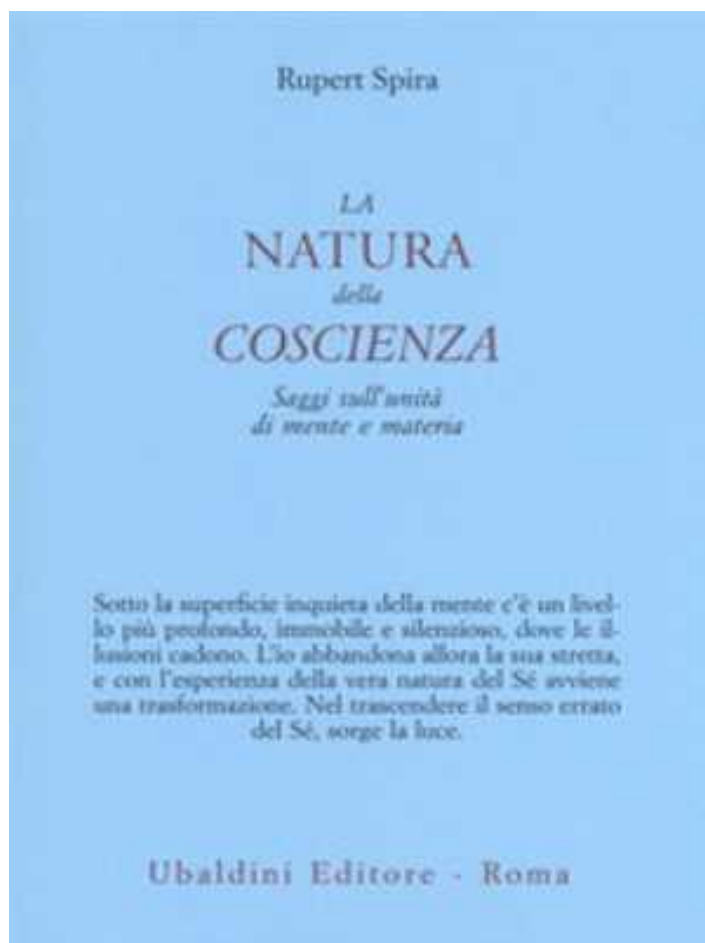 Rupert Spira
LA
NATURA
della
COSCIENZA
Saggi sull'unità
di mente e materia
Sotto la superficie inquieta della mente c'è un livel-
lo più profondo, immobile e silenzioso, dove le il-
lusioni cadono. L'io abbandona allora la sua stretta,
e con l'esperienza della vera natura del Sé avviene
una trasformazione. Nel trascendere il senso errato
del Sé, sorge la luce.
Ubaldini Editore - Roma